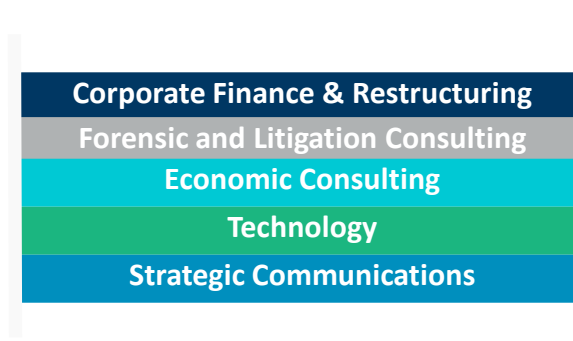 Corporate Finance & Restructuring
Forensic and Litigation Consulting
Economic Consulting
Technology
Strategic Communications